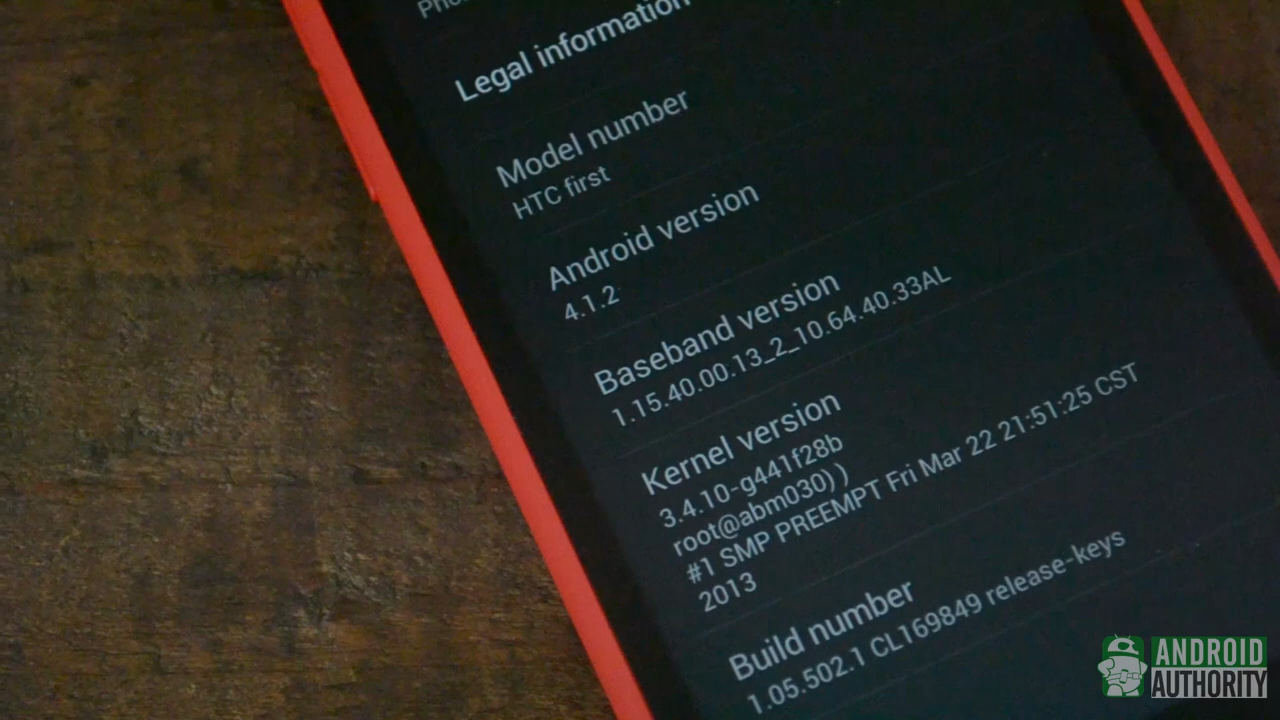 Legal information
Model number
HTC first
Android version
4.1.2
Baseband version
1.15.40.00.13_2_10.64.40.33AL
Kernel version
3.4.10-g441f28b
root@abm030) )
#1 SMP PREEMPT Fri Mar 22 21:51:25 CST
2013
Build number
1.05.502.1 CL169849 release-keys
ANDROID
AUTHORITY